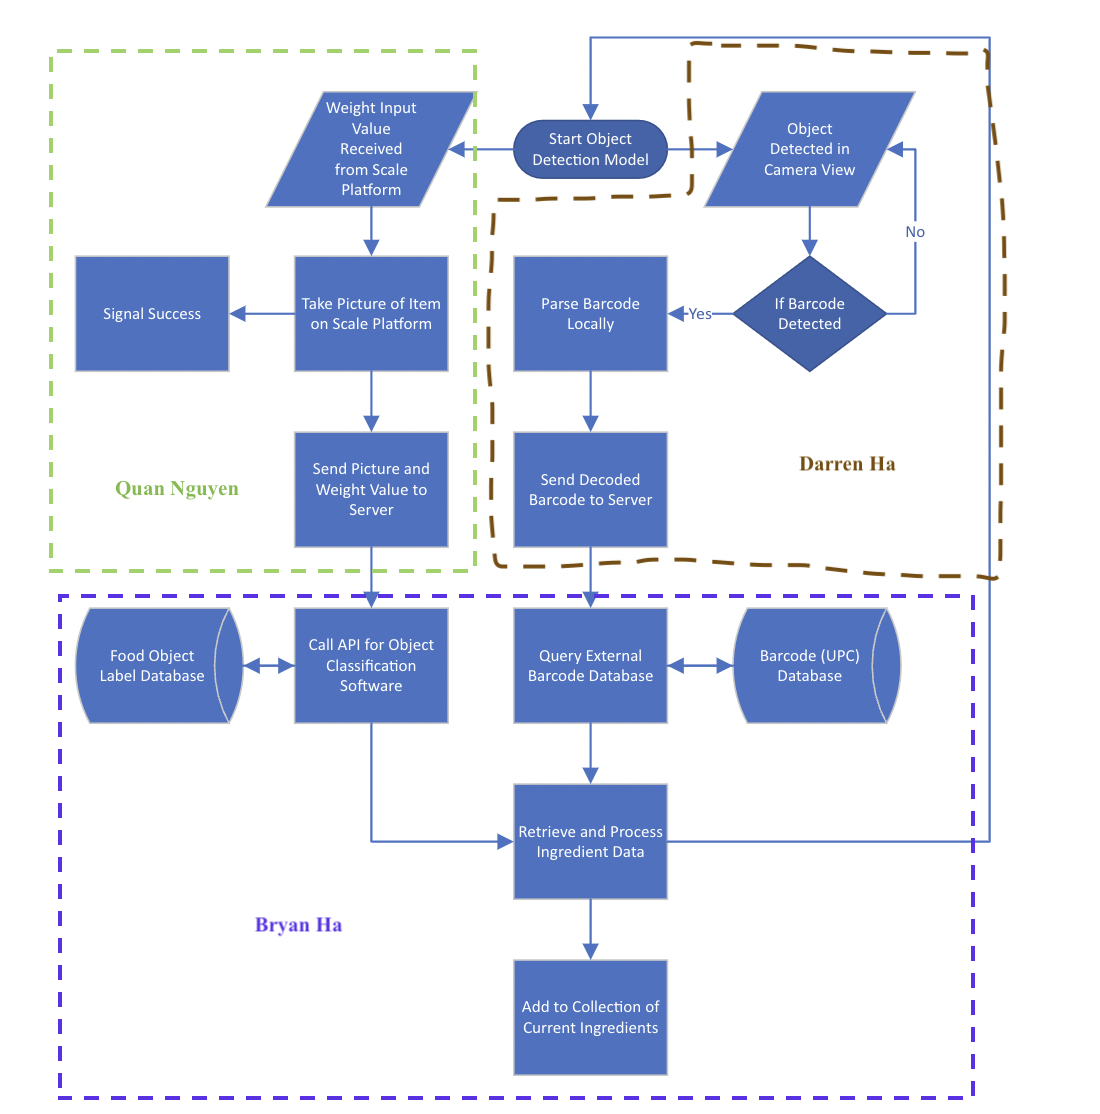 Weight Input
Value
Received
from Scale
Platform
Start Object
Detection Model
Object
Detected in
Camera View
No
Signal Success
Take Picture of Item
on Scale Platform
Parse Barcode
Locally
Yes
If Barcode
Detected
Quan Nguyen
Send Picture and
Weight Value to
Server
Send Decoded
Barcode to Server
Darren Ha
Food Object
Label Database
Call API for Object
Classification
Software
Query External
Barcode Database
Barcode (UPC)
Database
Retrieve and Process
Ingredient Data
Bryan Ha
Add to Collection of
Current Ingredients